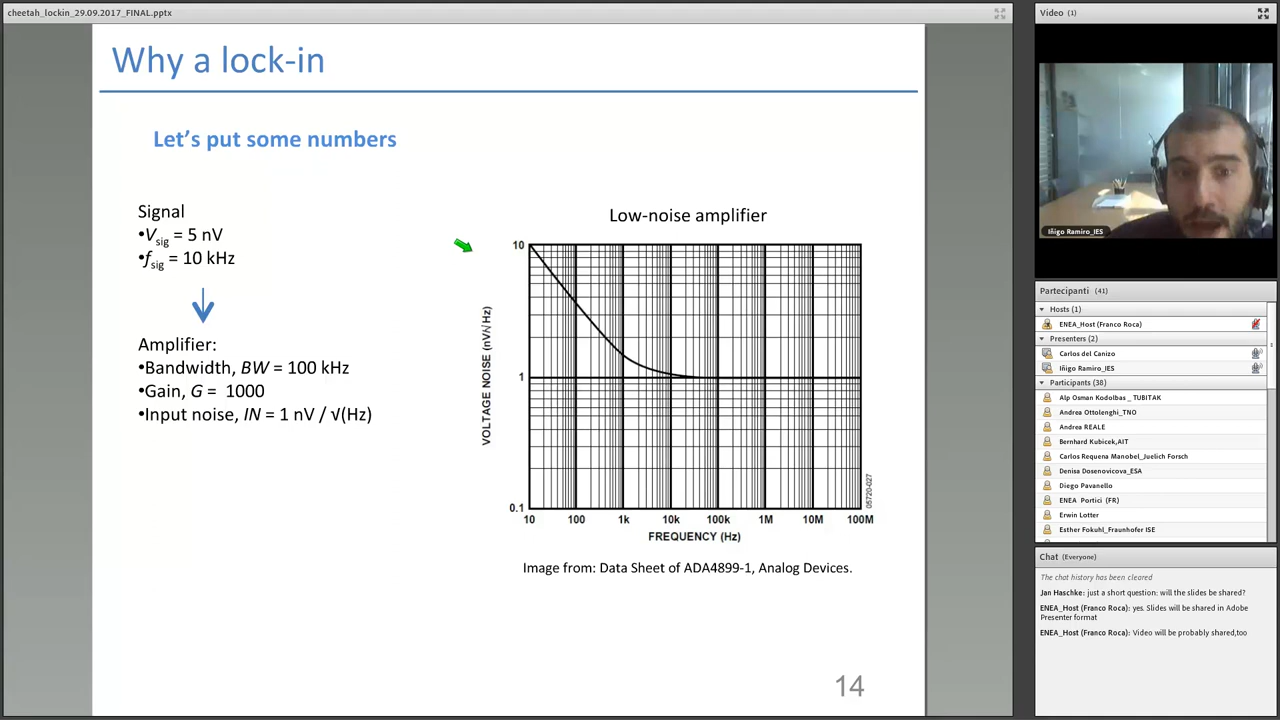 cheetah_lockin_29.09.2017_FINAL.pptx
Why a lock-in
Let’s put some numbers
Signal
•Vsig = 5 nV
•fsig = 10 kHz
Amplifier:
•Bandwidth, BW = 100 kHz
•Gain, G = 1000
•Input noise, IN = 1 nV / √(Hz)
Low-noise amplifier
VOLTAGE NOISE (nV/√Hz)
10
1
0.1
10 100 1k 10k 100k 1M 10M 100M
FREQUENCY (Hz)
05720-027
Image from: Data Sheet of ADA4899-1, Analog Devices.
14
Video (1)
Iñigo Ramiro_IES
Partecipanti (41)
Hosts (1)
ENEA_Host (Franco Roca)
Presenters (2)
Carlos del Canizo
Iñigo Ramiro_IES
Participants (38)
Alp Osman Kodolbas _ TUBITAK
Andrea Ottolenghi_TNO
Andrea REALE
Bernhard Kubicek,AIT
Carlos Requena Manobel_Juelich Forsch
Denisa Dosenovicova_ESA
Diego Pavanello
ENEA Portici (FR)
Erwin Lotter
Esther Fokuhl_Fraunhofer ISE
Chat (Everyone)
The chat history has been cleared
Jan Haschke: just a short question: will the slides be shared?
ENEA_Host (Franco Roca): yes. Slides will be shared in Adobe
Presenter format
ENEA_Host (Franco Roca): Video will be probably shared,too